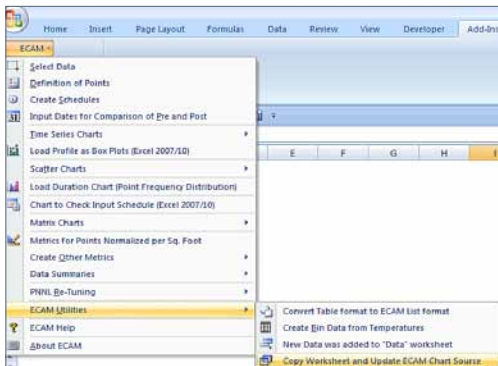 Home Insert Page Layout Formulas Data Review View Developer Add-Ins
ECAM
Select Data
Definition of Points
Create Schedules
Input Dates for Comparison of Pre and Post
Time Series Charts
Load Profile as Box Plots (Excel 2007/10)
E F G H I
Scatter Charts
Load Duration Chart (Point Frequency Distribution)
Chart to Check Input Schedule (Excel 2007/10)
Matrix Charts
Metrics for Points Normalized per Sq. Foot
Create Other Metrics
Data Summaries
PNNL Re-Tuning
ECAM Utilities
Convert Table format to ECAM List format
ECAM Help
Create Bin Data from Temperatures
About ECAM
New Data was added to "Data" worksheet
Copy Worksheet and Update ECAM Chart Source